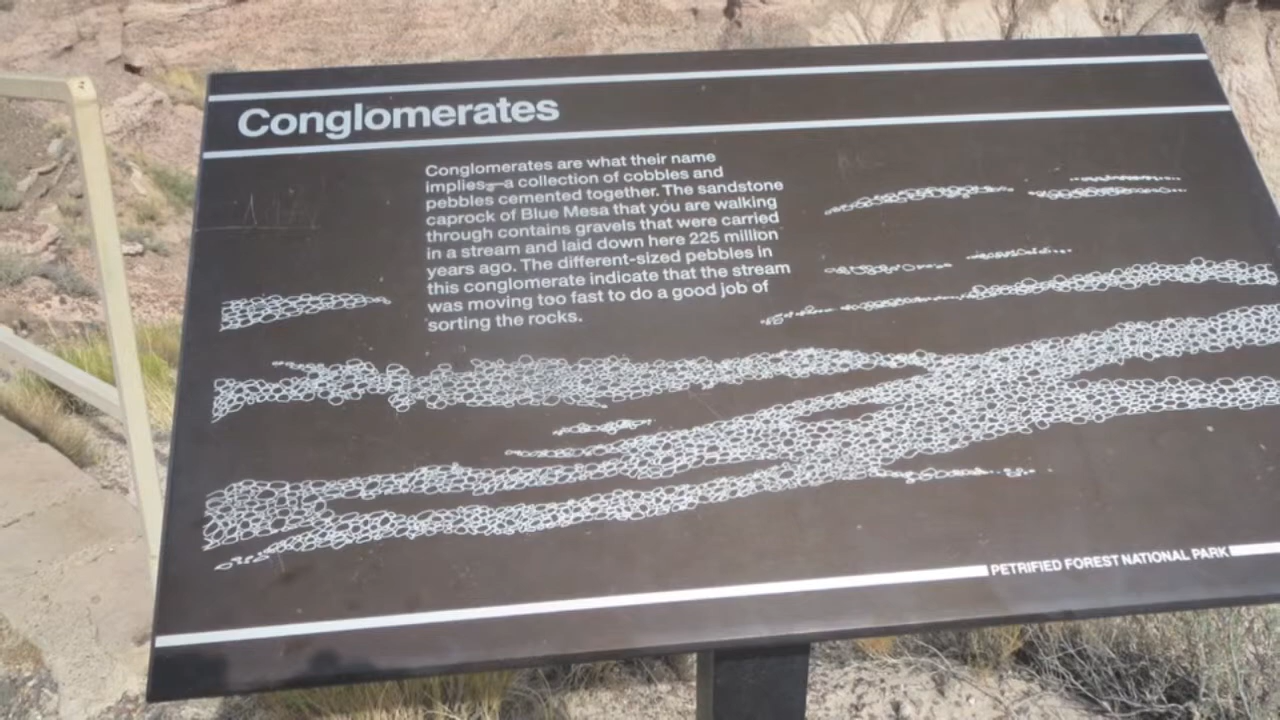 Conglomerates
Conglomerates are what their name
implies—a collection of cobbles and
pebbles cemented together. The sandstone
caprock of Blue Mesa that you are walking
through contains gravels that were carried
in a stream and laid down here 225 million
years ago. The different-sized pebbles in
this conglomerate indicate that the stream
was moving too fast to do a good job of
sorting the rocks.
PETRIFIED FOREST NATIONAL PARK